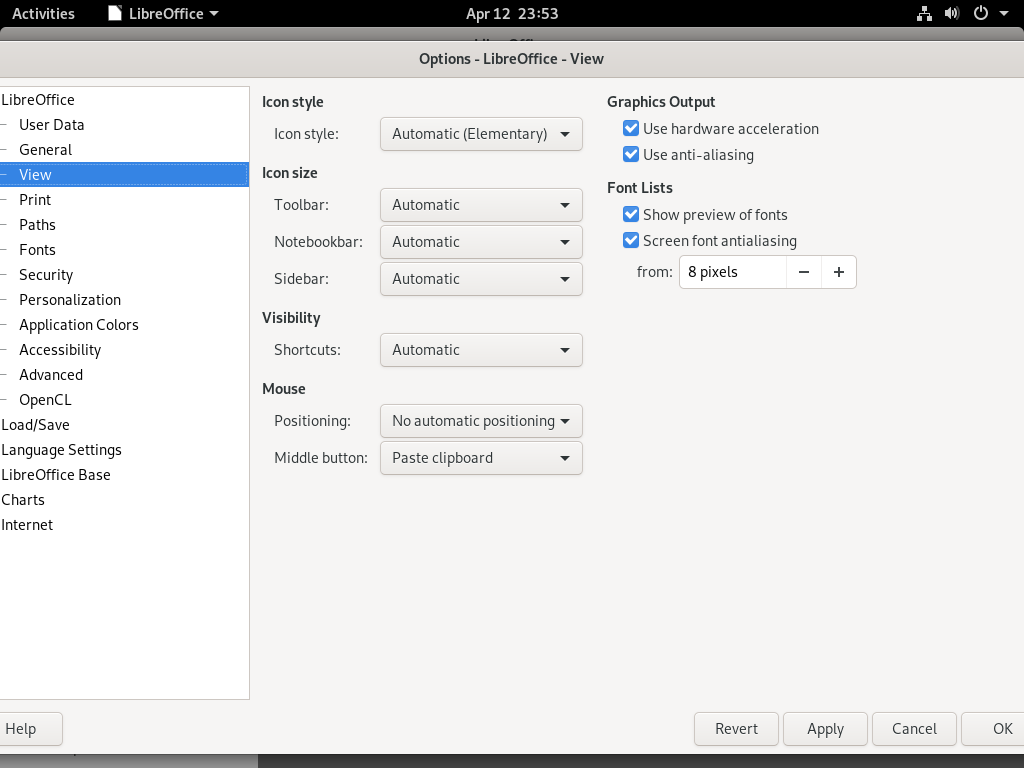 Activities
LibreOffice
Apr 12 23:53
Options - LibreOffice - View
LibreOffice
User Data
General
View
Print
Paths
Fonts
Security
Personalization
Application Colors
Accessibility
Advanced
OpenCL
Load/Save
Language Settings
LibreOffice Base
Charts
Internet
Icon style
Icon style: Automatic (Elementary)
Icon size
Toolbar: Automatic
Notebookbar: Automatic
Sidebar: Automatic
Visibility
Shortcuts: Automatic
Mouse
Positioning: No automatic positioning
Middle button: Paste clipboard
Graphics Output
Use hardware acceleration
Use anti-aliasing
Font Lists
Show preview of fonts
Screen font antialiasing
from: 8 pixels
Help
Revert
Apply
Cancel
OK